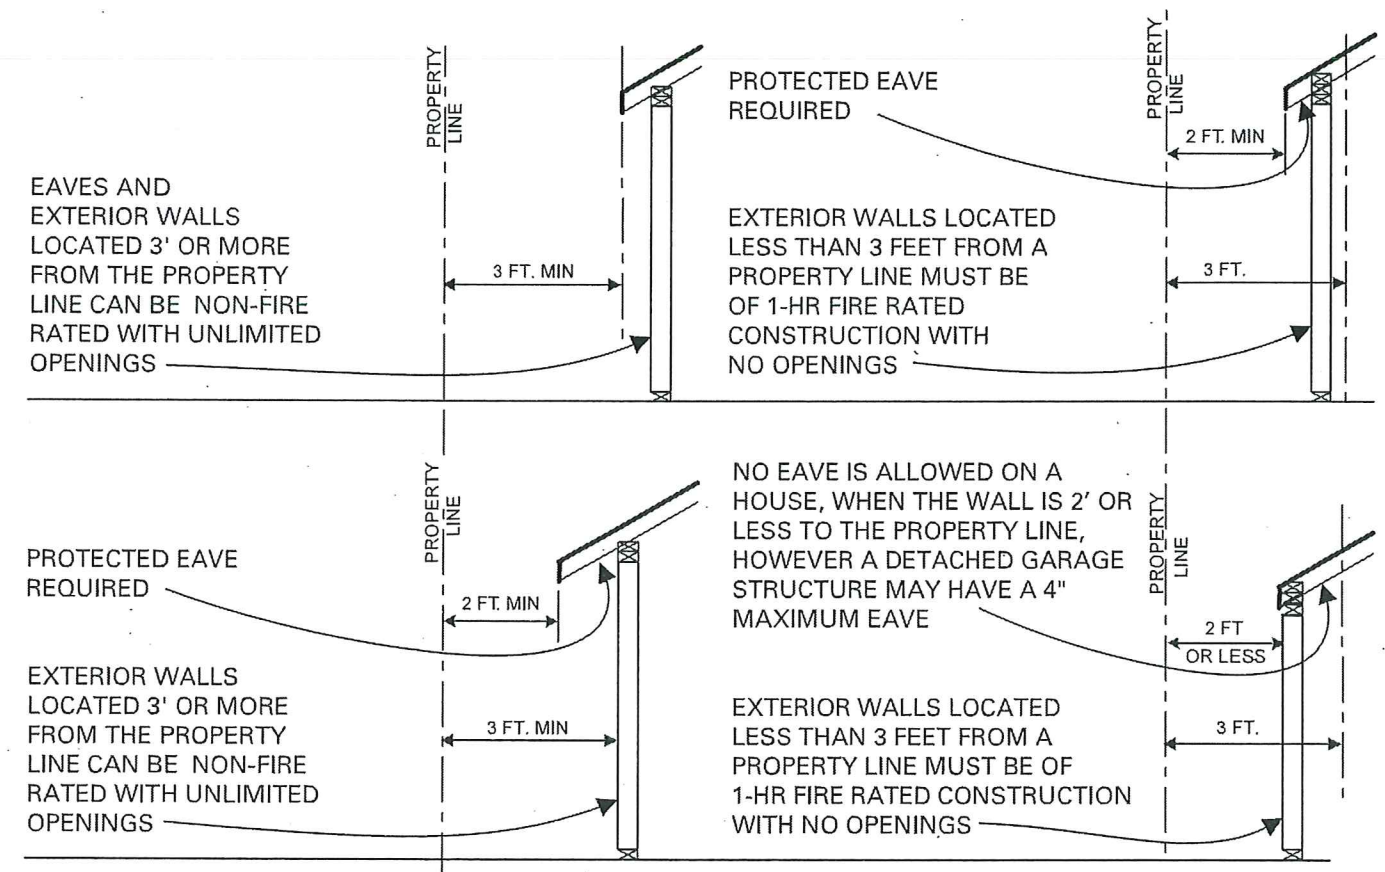 PROPERTY
LINE
EAVES AND
EXTERIOR WALLS
LOCATED 3' OR MORE
FROM THE PROPERTY
LINE CAN BE NON-FIRE
RATED WITH UNLIMITED
OPENINGS
3 FT. MIN
PROTECTED EAVE
REQUIRED
PROPERTY
LINE
2 FT. MIN
EXTERIOR WALLS LOCATED
LESS THAN 3 FEET FROM A
PROPERTY LINE MUST BE
OF 1-HR FIRE RATED
CONSTRUCTION WITH
NO OPENINGS
3 FT.
PROPERTY
LINE
PROTECTED EAVE
REQUIRED
2 FT. MIN
EXTERIOR WALLS
LOCATED 3' OR MORE
FROM THE PROPERTY
LINE CAN BE NON-FIRE
RATED WITH UNLIMITED
OPENINGS
3 FT. MIN
NO EAVE IS ALLOWED ON A
HOUSE, WHEN THE WALL IS 2' OR
LESS TO THE PROPERTY LINE,
HOWEVER A DETACHED GARAGE
STRUCTURE MAY HAVE A 4"
MAXIMUM EAVE
PROPERTY
LINE
2 FT
OR LESS
EXTERIOR WALLS LOCATED
LESS THAN 3 FEET FROM A
PROPERTY LINE MUST BE OF
1-HR FIRE RATED CONSTRUCTION
WITH NO OPENINGS
3 FT.